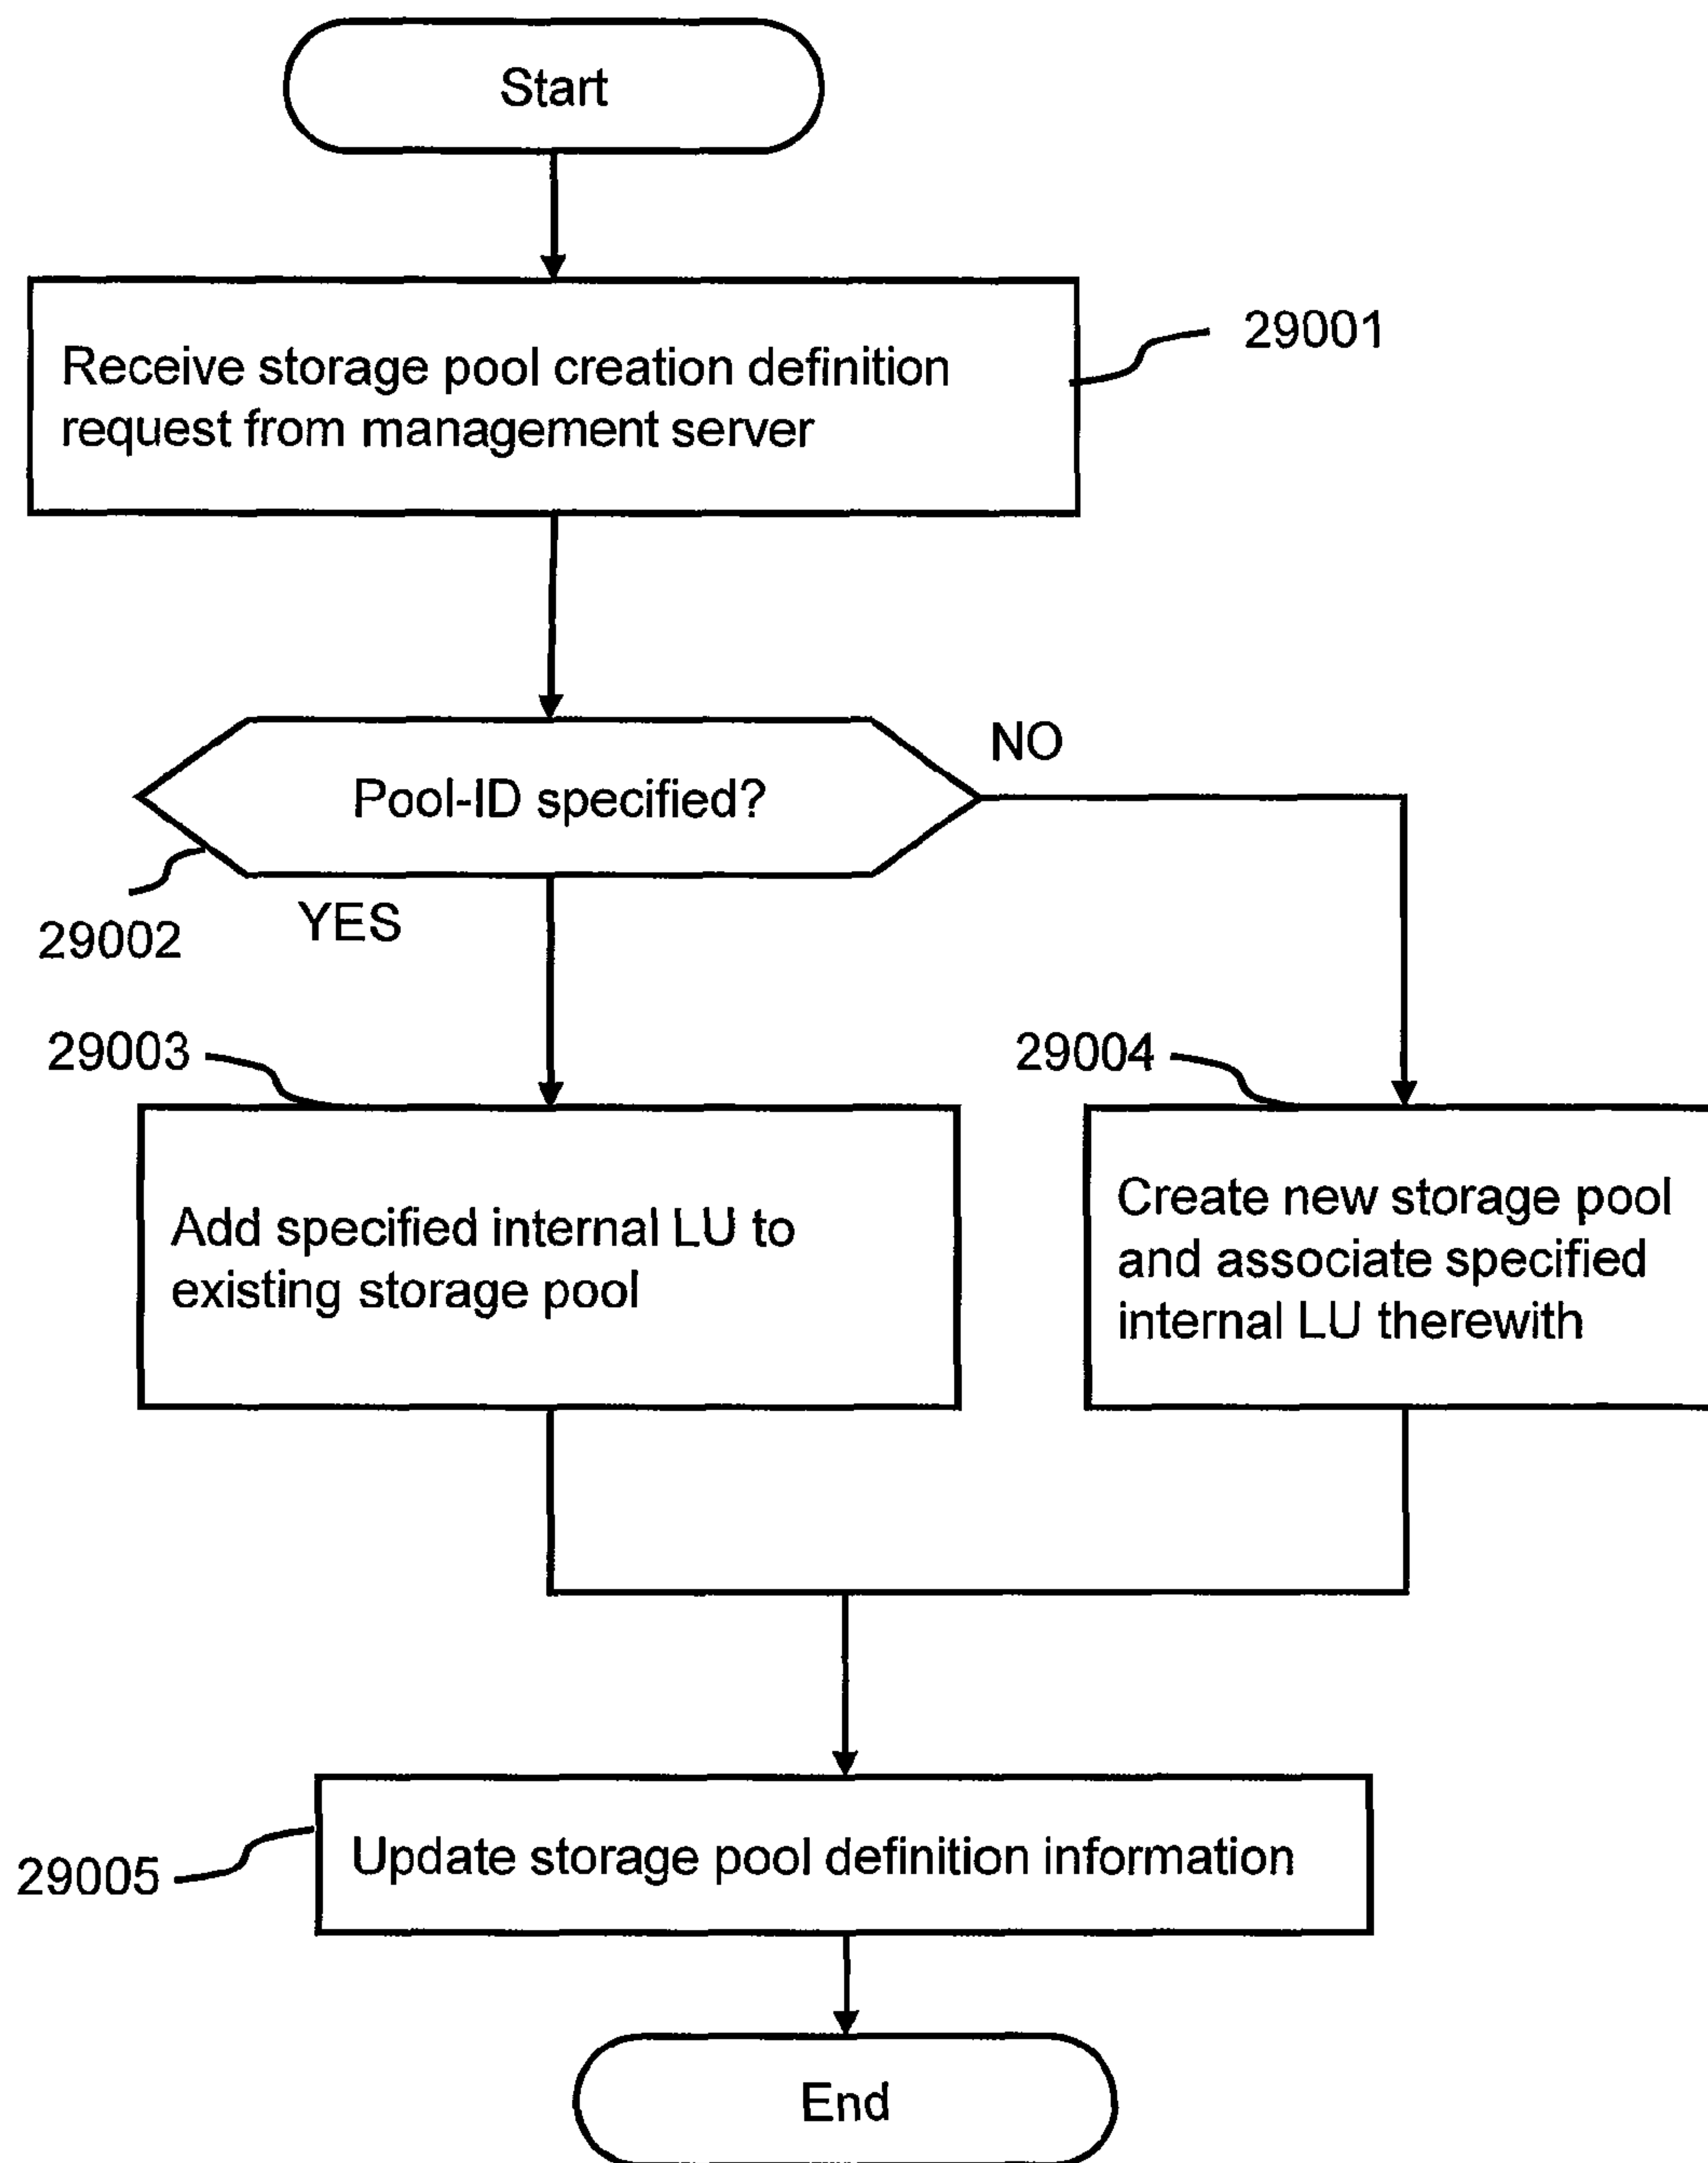 Start
Receive storage pool creation definition
request from management server
29001
Pool-ID specified?
NO
29002
YES
29003
29004
Add specified internal LU to
existing storage pool
Create new storage pool
and associate specified
internal LU therewith
Update storage pool definition information
29005
End